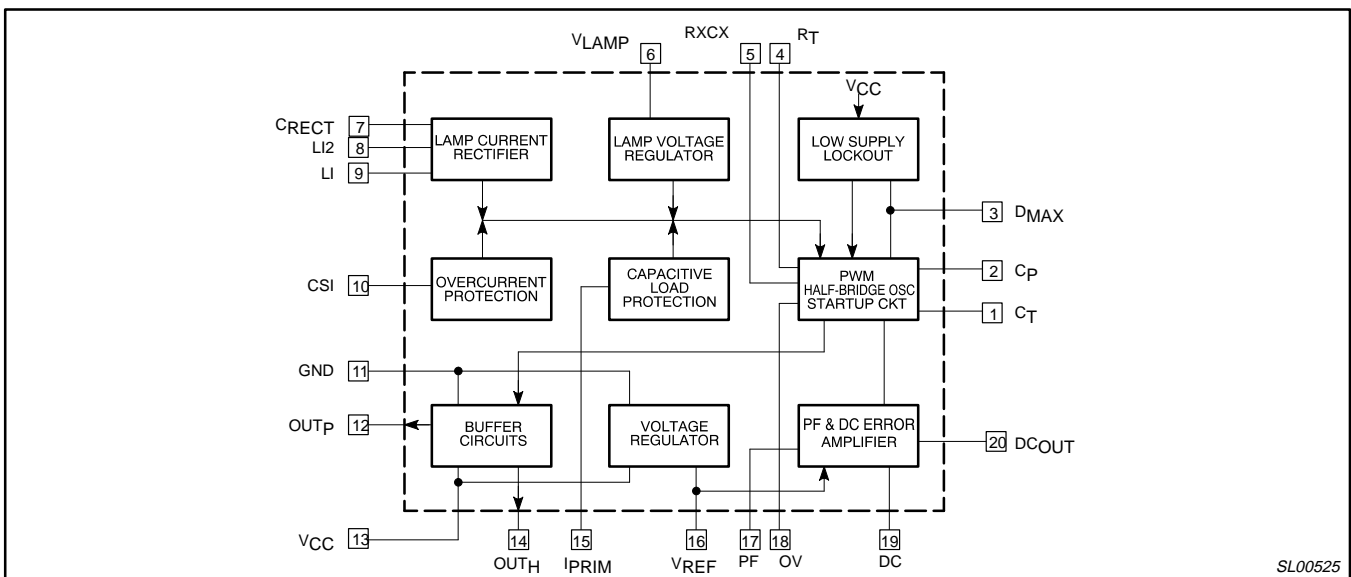 VLAMP
6
RXCX
5
RT
4
VCC
CRECT 7
LI2 8
LI 9
LAMP CURRENT
RECTIFIER
LAMP VOLTAGE
REGULATOR
LOW SUPPLY
LOCKOUT
3 DMAX
CSI 10
OVERCURRENT
PROTECTION
CAPACITIVE
LOAD
PROTECTION
PWM
HALF-BRIDGE OSC
STARTUP CKT
2 CP
1 CT
GND 11
OUTP 12
BUFFER
CIRCUITS
VOLTAGE
REGULATOR
PF & DC ERROR
AMPLIFIER
20 DCOUT
VCC 13
14
OUTH
15
IPRIM
16
VREF
17
PF
18
OV
19
DC
SL00525